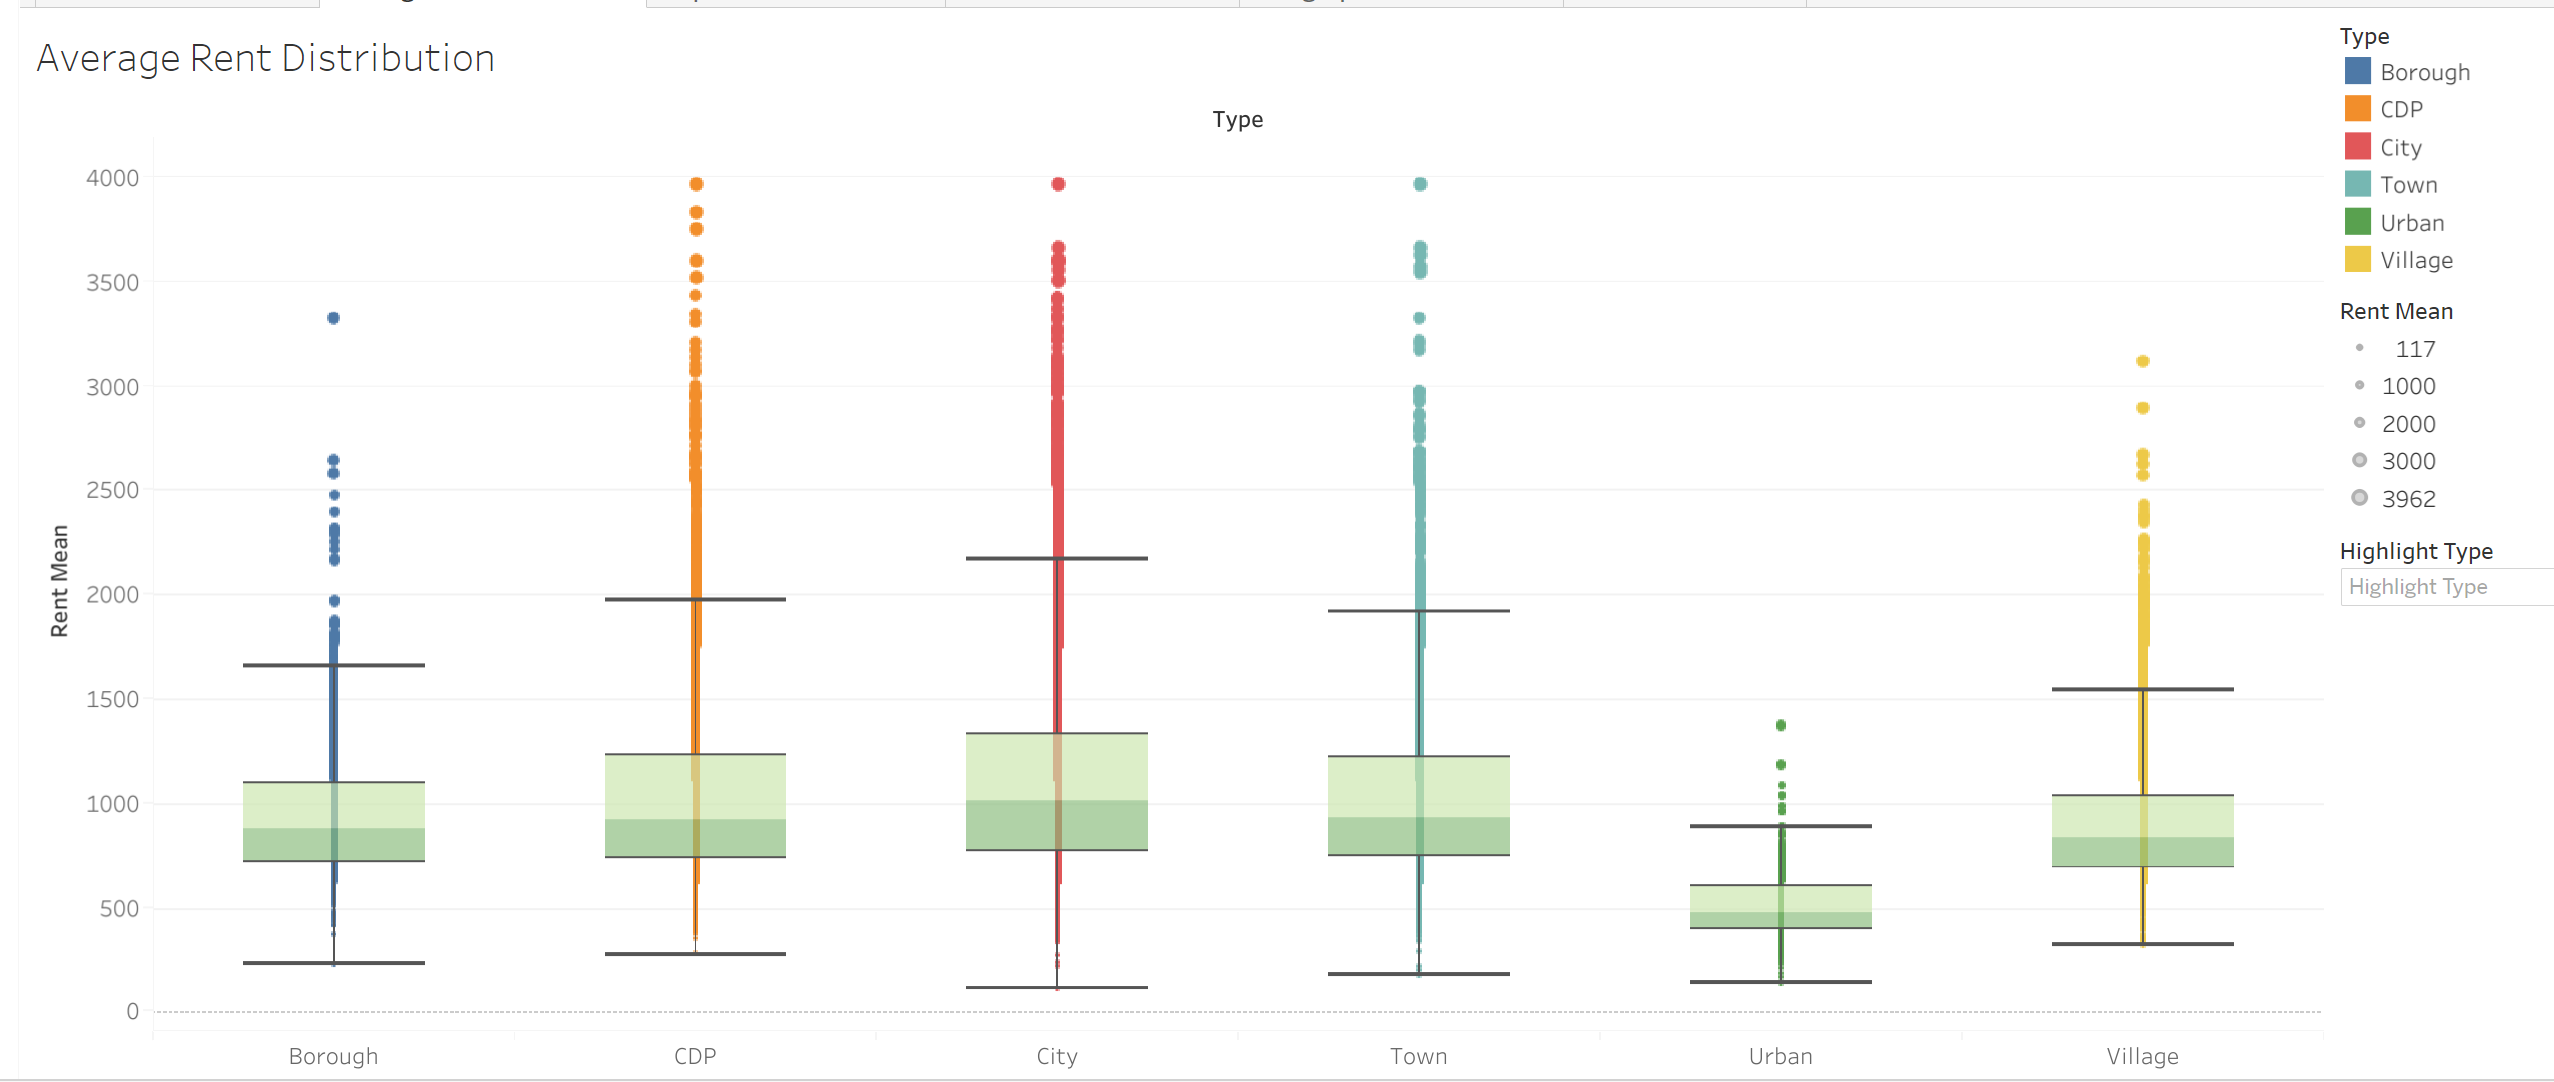 Average Rent Distribution
Type
4000
3500
3000
2500
2000
1500
1000
500
0
Rent Mean
Borough
CDP
City
Town
Urban
Village
Type
Borough
CDP
City
Town
Urban
Village
Rent Mean
117
1000
2000
3000
3962
Highlight Type
Highlight Type